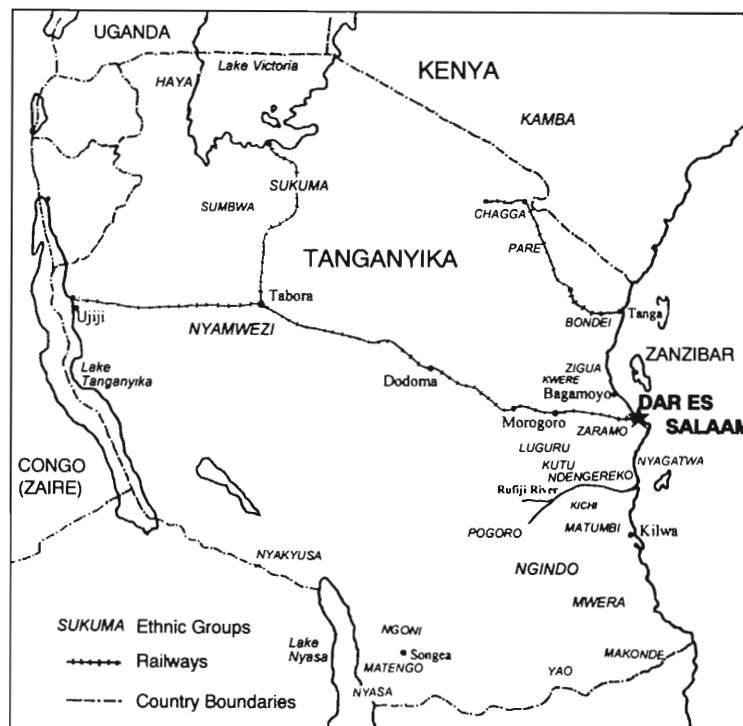 UGANDA
Lake Victoria
HAYA
KENYA
KAMBA
SUKUMA
SUMBWA
CHAGGA
PARE
TANGANYIKA
Tabora
Ujiji
NYAMWEZI
Tanga
BONDEI
ZANZIBAR
ZIGUA
KWERE
Lake
Tanganyika
Dodoma
Bagamoyo
DAR ES
SALAAM
Morogoro
ZARAMO
LUGURU
KUTU
NYAGATWA
NDENGEREKO
CONGO
(ZAIRE)
Rufiji River
KICHI
POGORO
MATUMBI
Kilwa
NYAKYUSA
NGINDO
MWERA
SUKUMA Ethnic Groups
Railways
Country Boundaries
Lake
Nyasa
NGONI
Songea
MATENGO
NYASA
YAO
MAKONDE